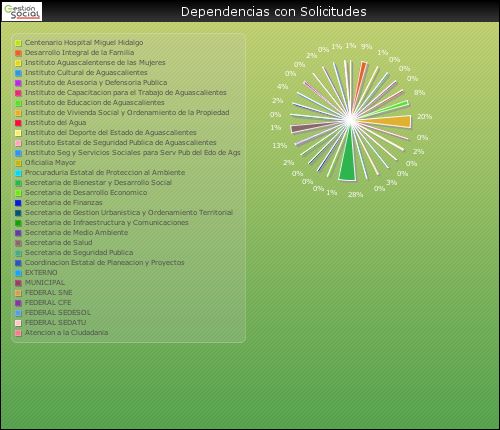 Gestion
Social
Dependencias con Solicitudes
Centenario Hospital Miguel Hidalgo
Desarrollo Integral de la Familia
Instituto Aguascalentense de las Mujeres
Instituto Cultural de Aguascalientes
Instituto de Asesoria y Defensoria Publica
Instituto de Capacitacion para el Trabajo de Aguascalientes
Instituto de Educacion de Aguascalientes
Instituto de Vivienda Social y Ordenamiento de la Propiedad
Instituto del Agua
Instituto del Deporte del Estado de Aguascalientes
Instituto Estatal de Seguridad Publica de Aguascalientes
Instituto Seg y Servicios Sociales para Serv Pub del Edo de Ags
Oficialia Mayor
Procuraduria Estatal de Proteccion al Ambiente
Secretaria de Bienestar y Desarrollo Social
Secretaria de Desarrollo Economico
Secretaria de Finanzas
Secretaria de Gestion Urbanistica y Ordenamiento Territorial
Secretaria de Infraestructura y Comunicaciones
Secretaria de Medio Ambiente
Secretaria de Salud
Secretaria de Seguridad Publica
Coordinacion Estatal de Planeacion y Proyectos
EXTERNO
MUNICIPAL
FEDERAL SNE
FEDERAL CFE
FEDERAL SEDESOL
FEDERAL SEDATU
Atencion a la Ciudadania
1%
9%
1%
0%
0%
0%
8%
20%
0%
0%
0%
3%
0%
28%
1%
0%
0%
0%
2%
13%
1%
0%
2%
4%
0%
0%
2%
0%
1%